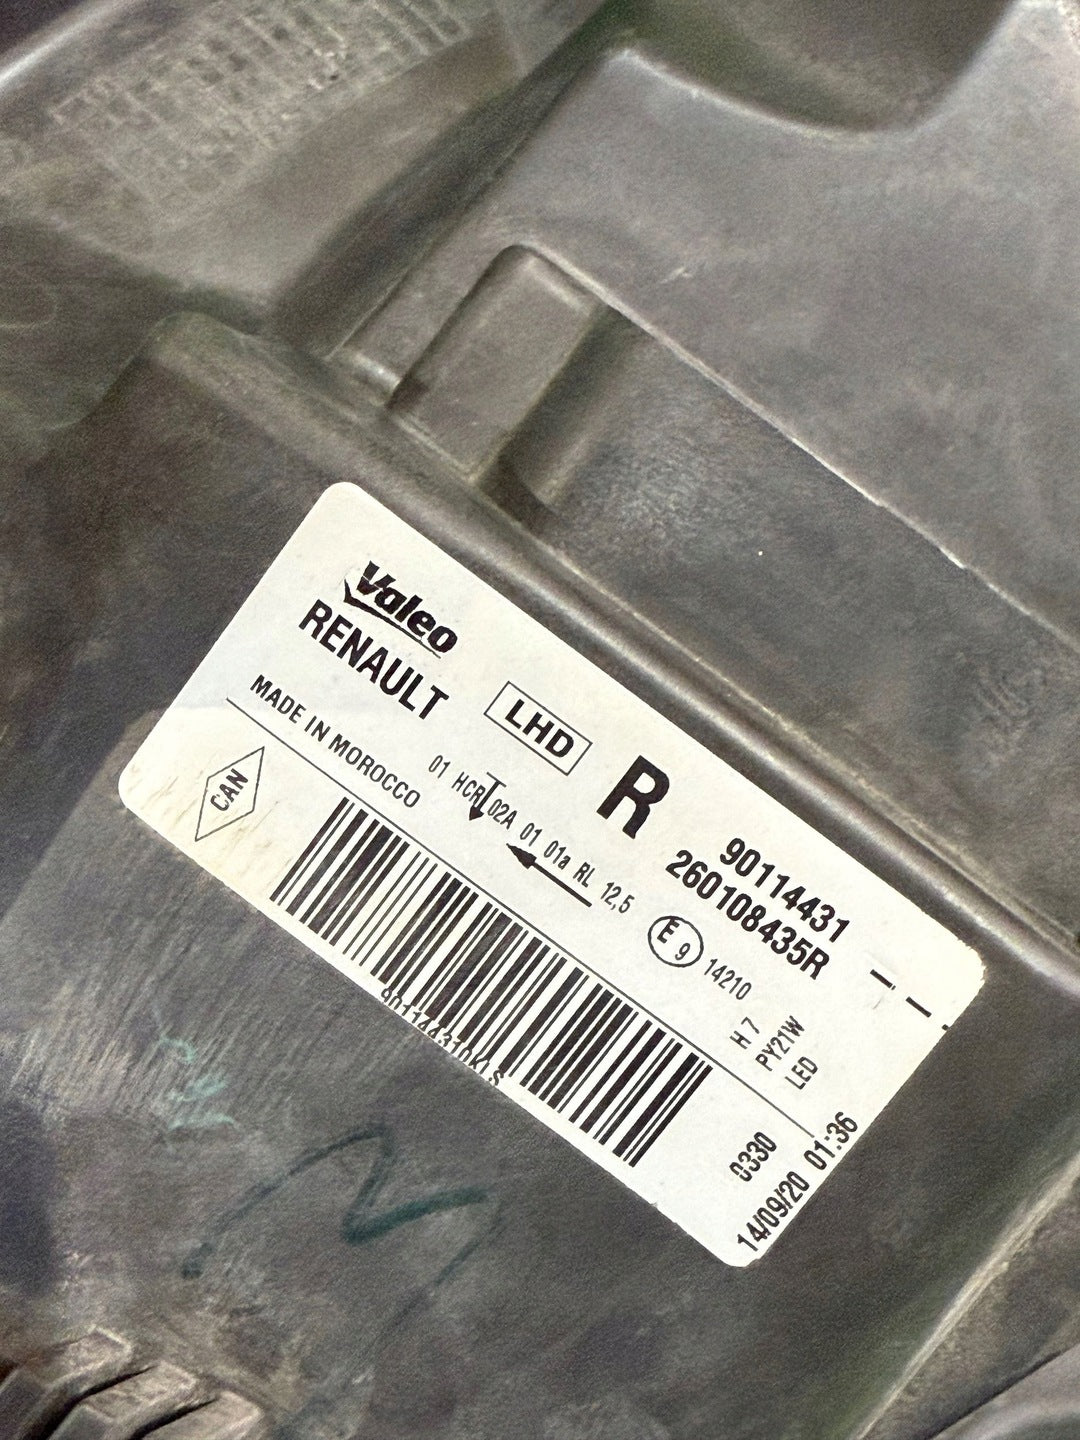 Valeo
RENAULT
LHD
R
MADE IN MOROCCO
CAN
01 HCR 02A 01 01a RL 12,5
90114431
260108435R
E 9 14210
H7
PY21W
LED
0330
14/09/20 01:36